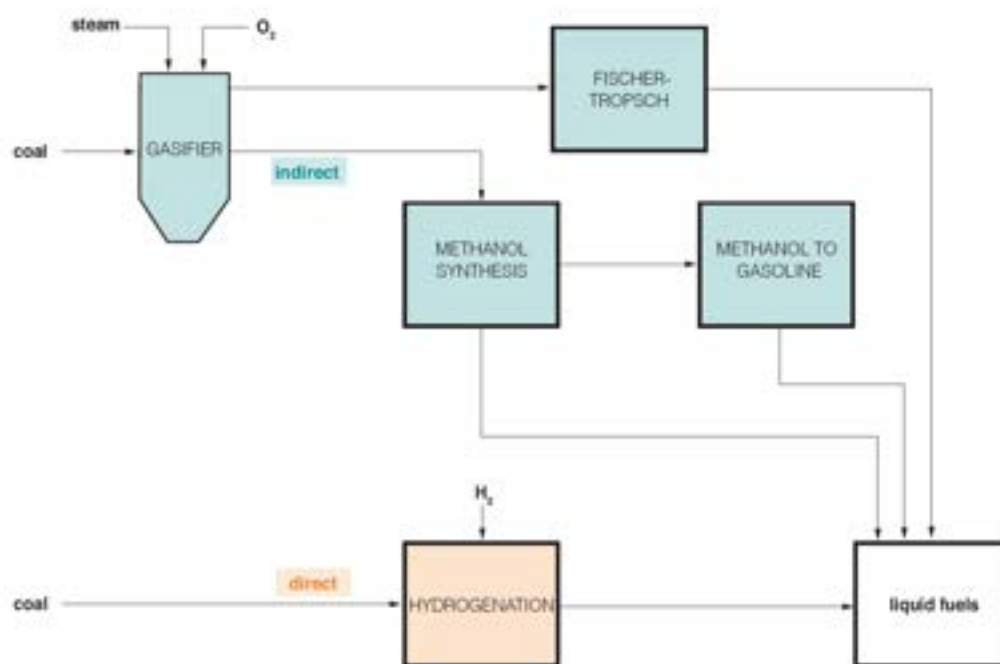 steam
O₂
coal
GASIFIER
FISCHER-
TROPSCH
indirect
METHANOL
SYNTHESIS
METHANOL TO
GASOLINE
H₂
coal
direct
HYDROGENATION
liquid fuels